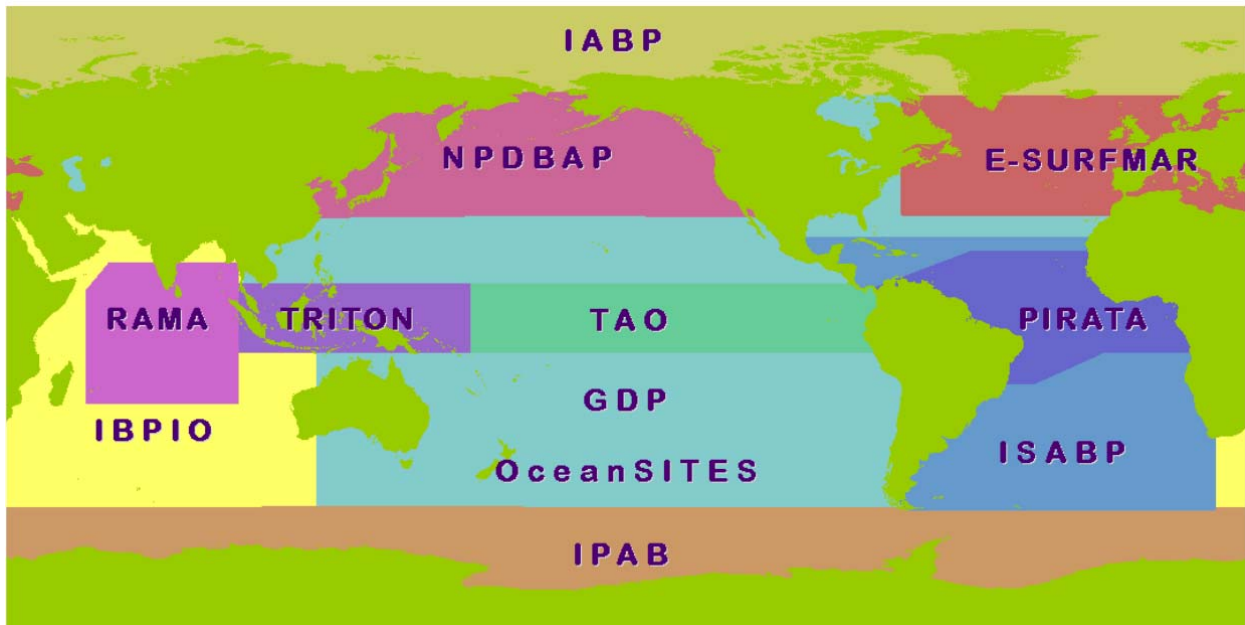 IABP
NPDBAP
E-SURFMAR
RAMA
TRITON
TAO
PIRATA
GDP
IBPIO
ISABP
OceanSITES
IPAB